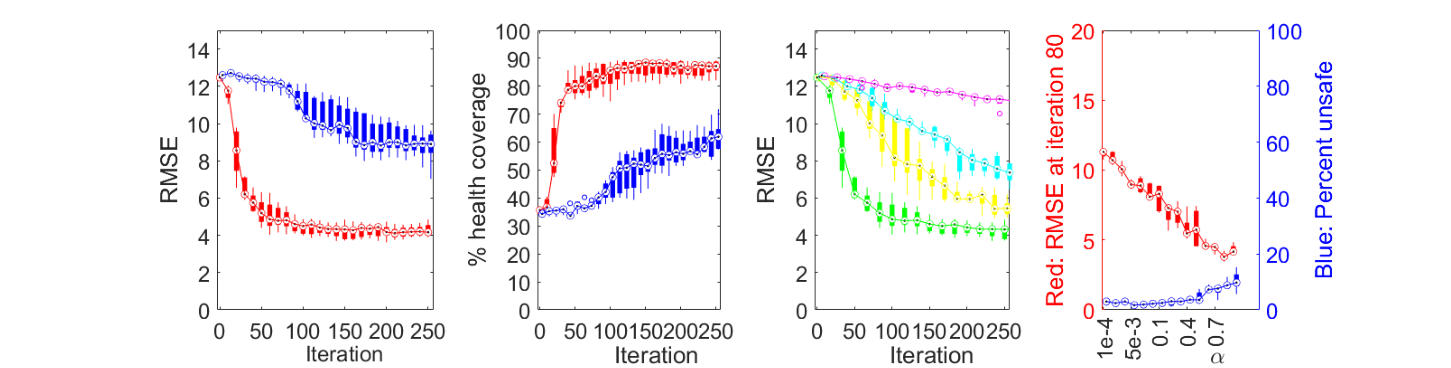 RMSE
14
12
10
8
6
4
2
0
0 50 100 150 200 250
Iteration
% health coverage
100
90
80
70
60
50
40
30
20
10
0
0 50 100 150 200 250
Iteration
RMSE
14
12
10
8
6
4
2
0
0 50 100 150 200 250
Iteration
Red: RMSE at iteration 80
20
15
10
5
0
1e-4 5e-3 0.1 0.4 0.7
α
100
80
60
40
20
0
Blue: Percent unsafe